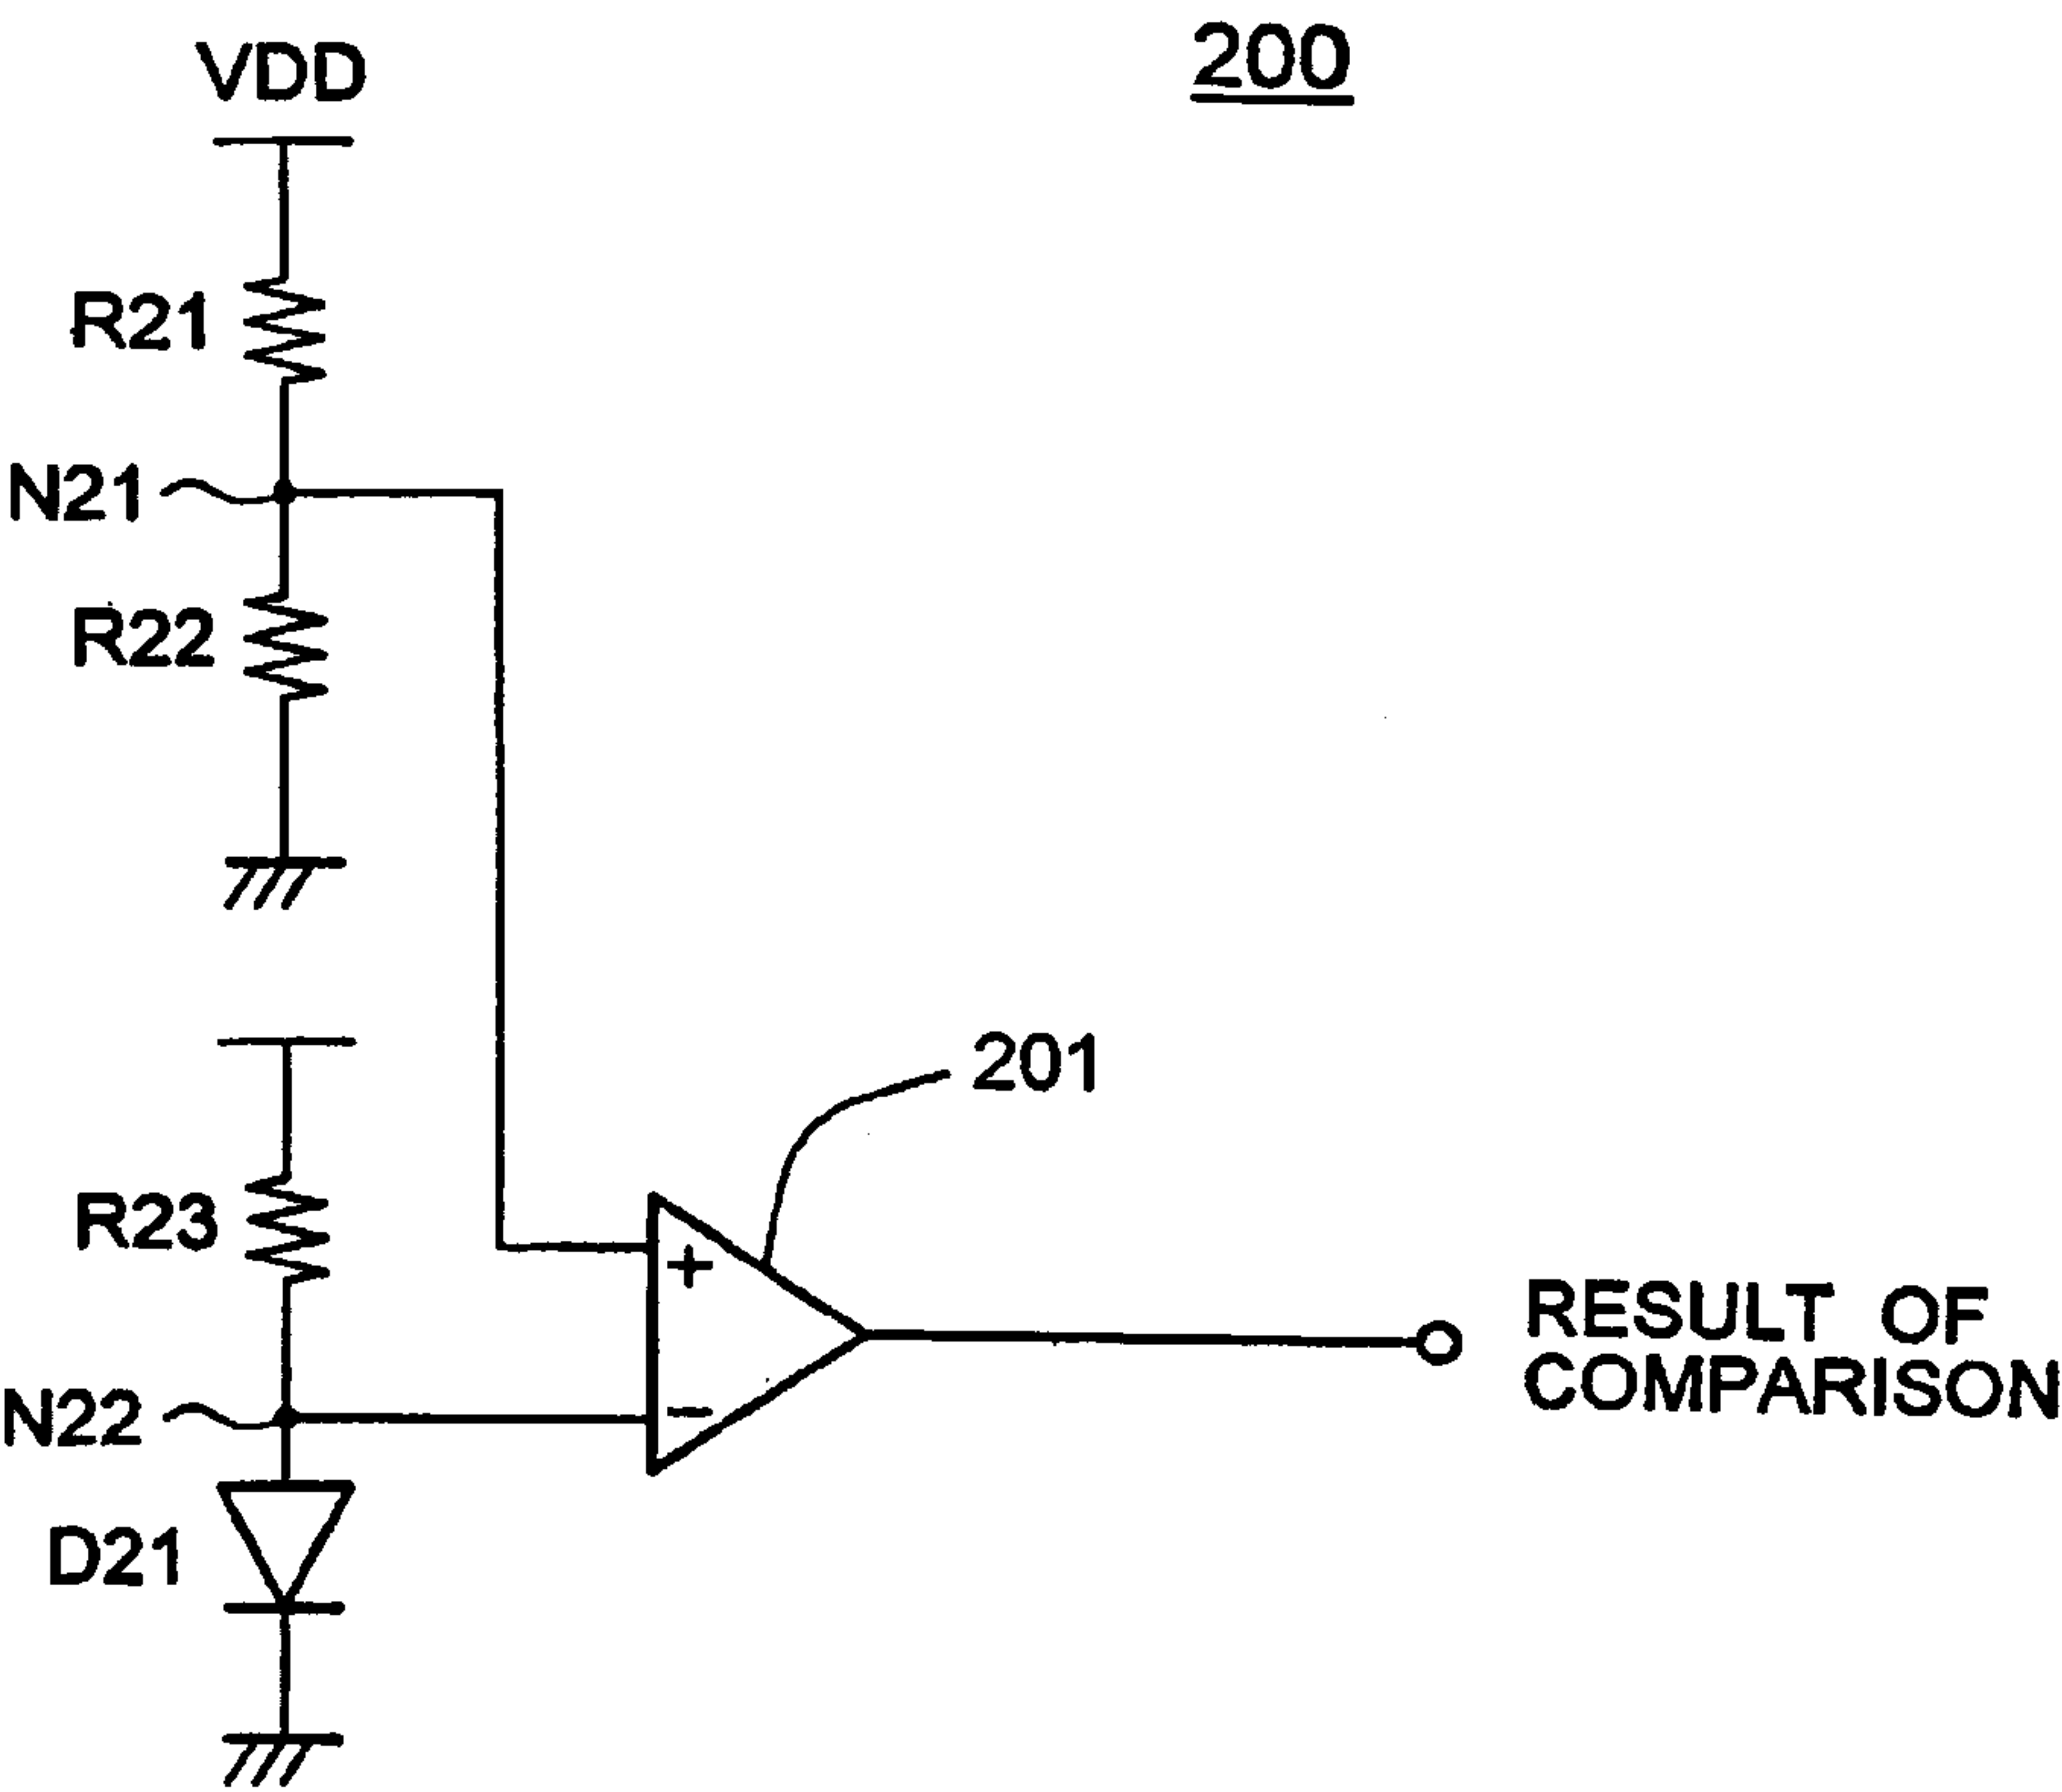 200
VDD
R21
N21
R22
201
R23
+
RESULT OF
COMPARISON
N22
-
D21